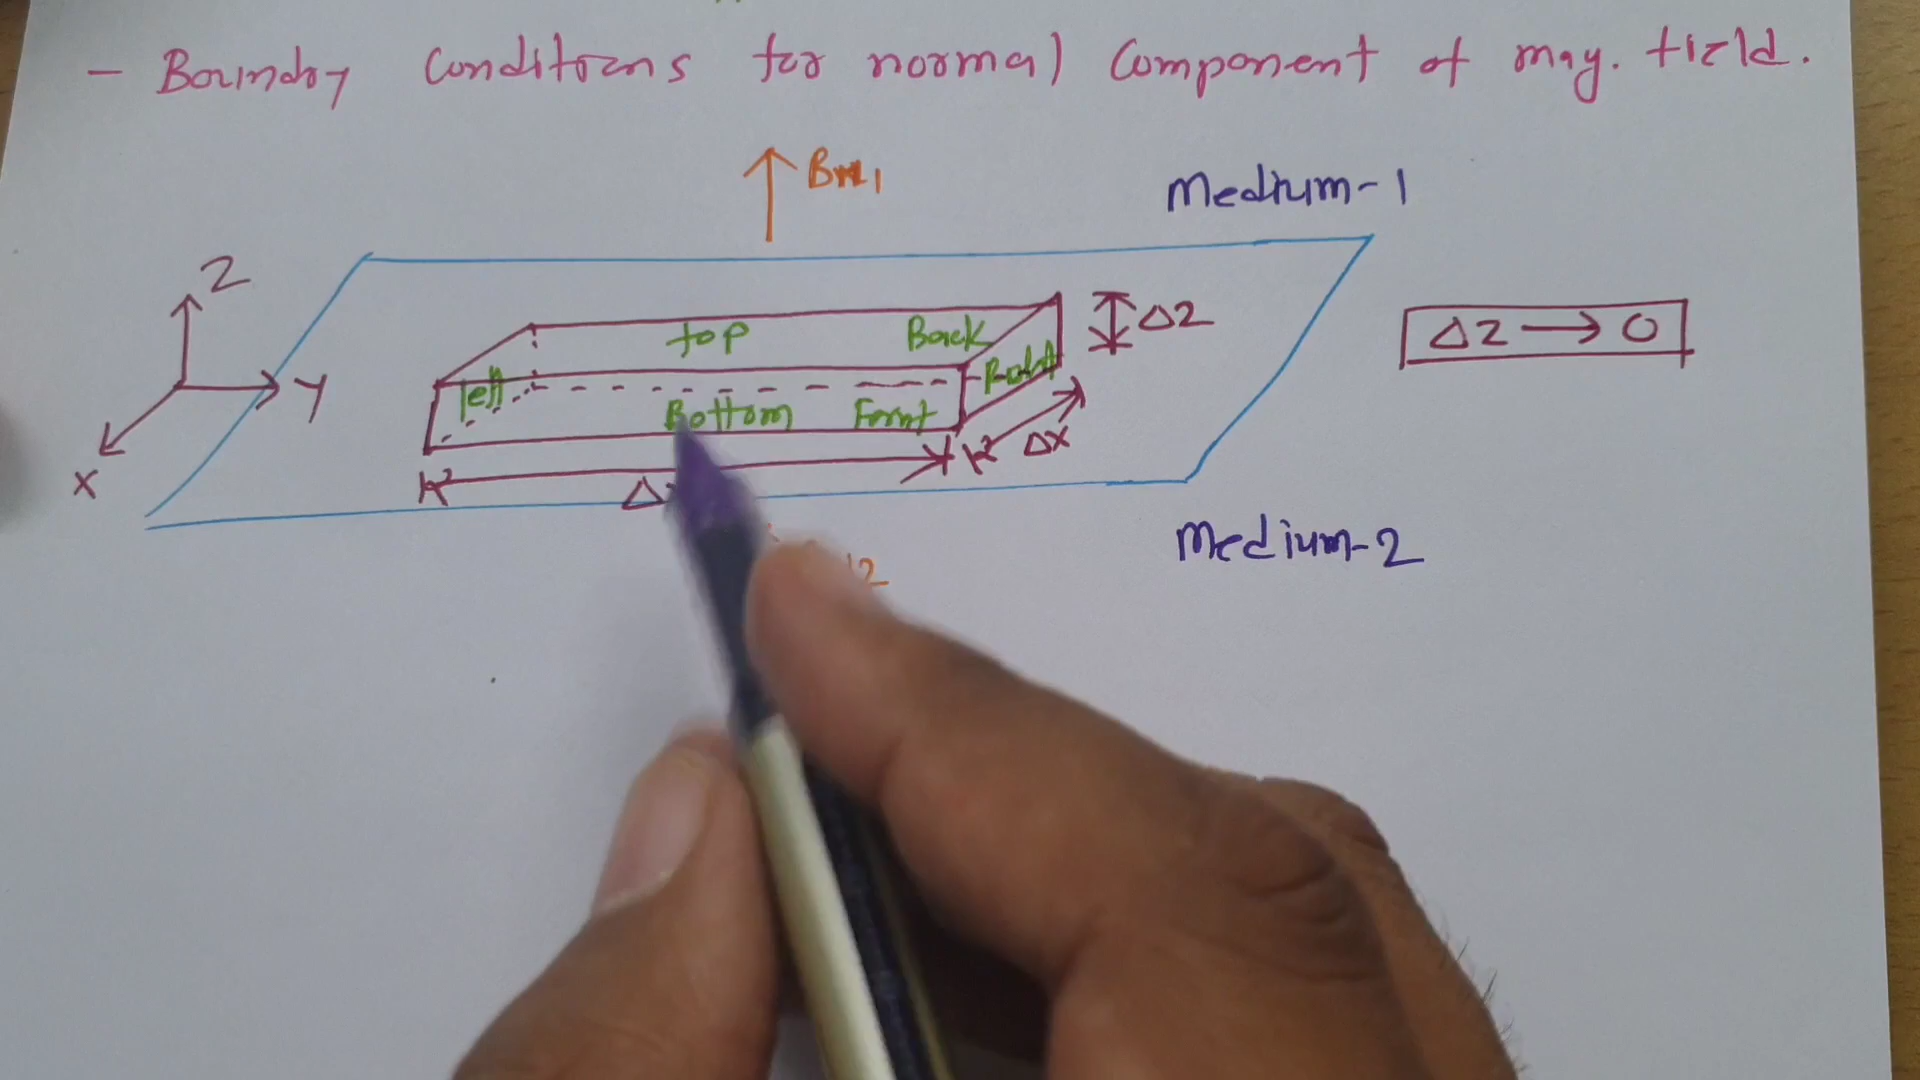 - Boundry Conditions for normal Component of mag. field.
Bn1
Medium-1
Z
Y
X
top
Back
ΔZ
ΔZ → 0
left
Right
Bottom
Front
ΔX
Medium-2